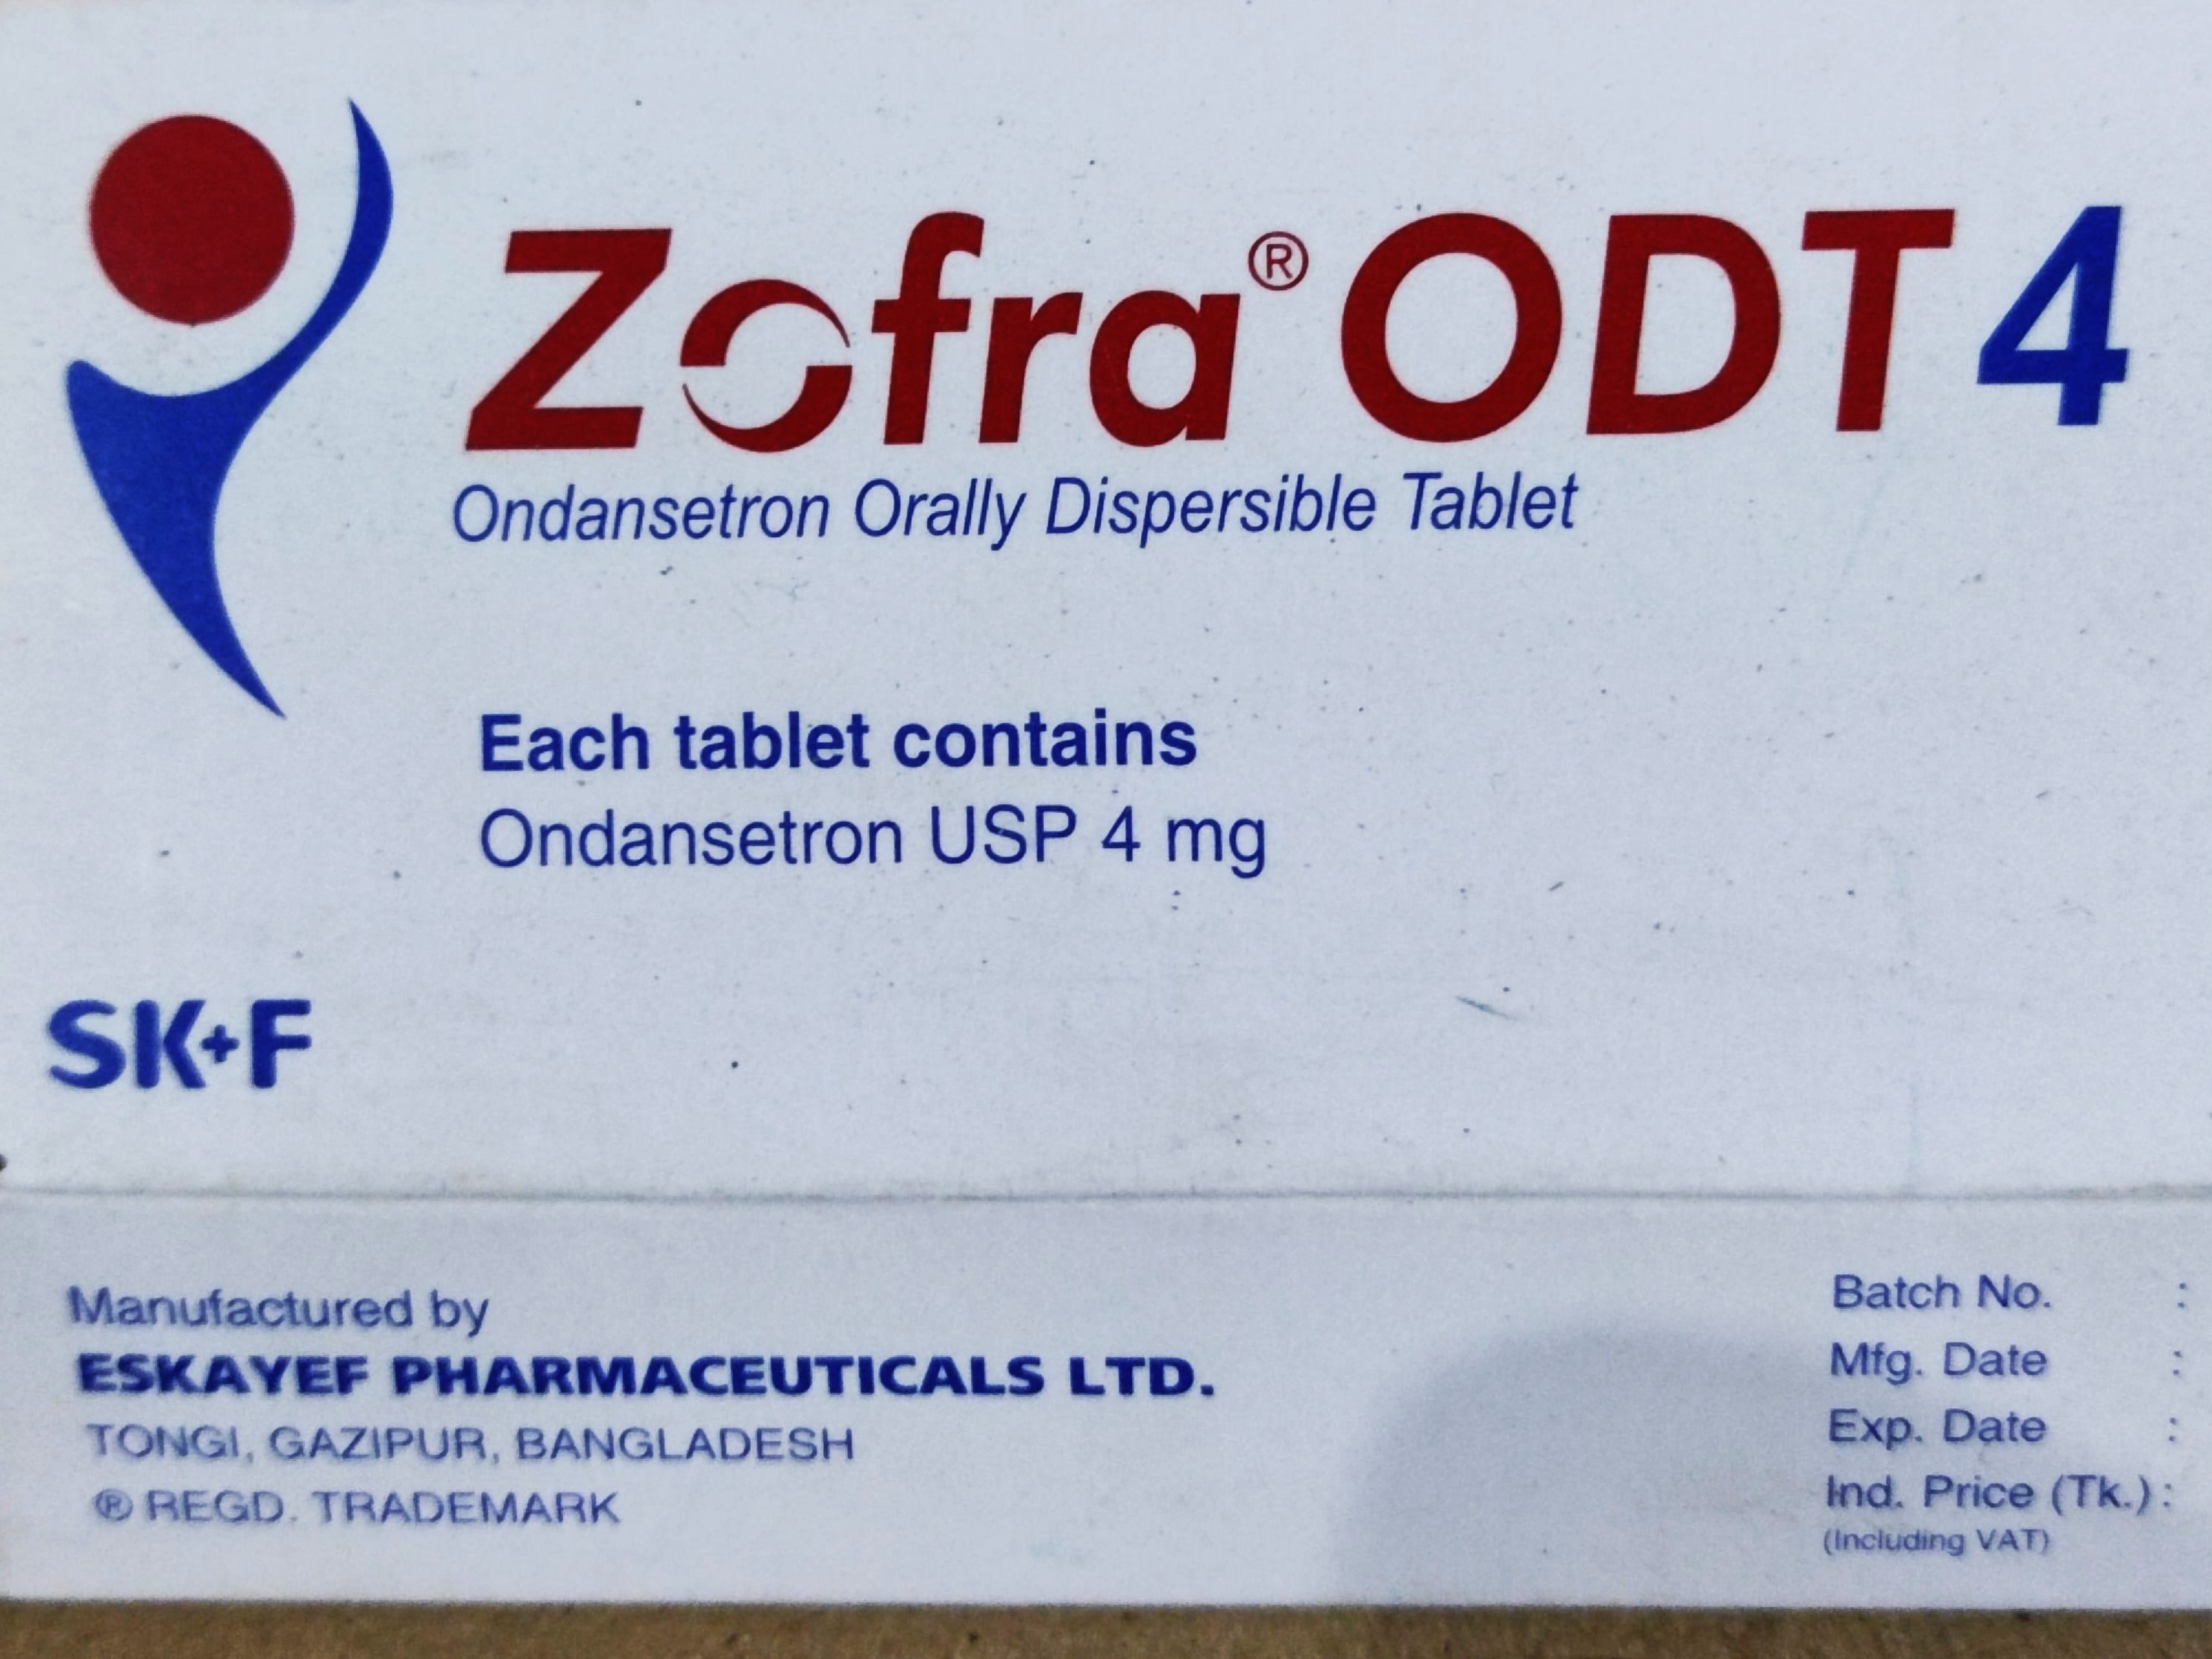 Zofra® ODT 4
Ondansetron Orally Dispersible Tablet
Each tablet contains
Ondansetron USP 4 mg
SK+F
Manufactured by
ESKAYEF PHARMACEUTICALS LTD.
TONGI, GAZIPUR, BANGLADESH
® REGD. TRADEMARK
Batch No. :
Mfg. Date :
Exp. Date :
Ind. Price (Tk.) :
(Including VAT)